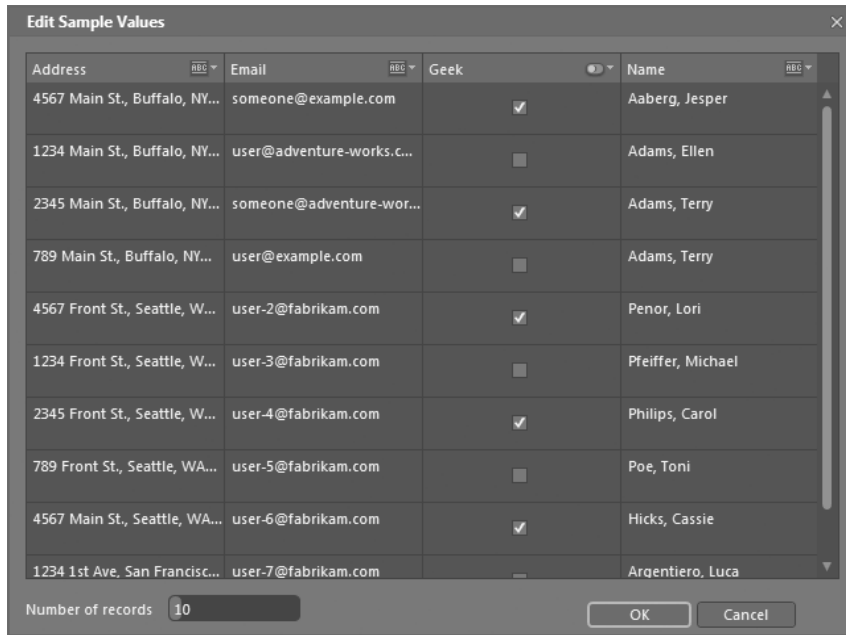 Edit Sample Values
Address ABC Email ABC Geek Name ABC
4567 Main St., Buffalo, NY... someone@example.com Aaberg, Jesper
1234 Main St., Buffalo, NY... user@adventure-works.c... Adams, Ellen
2345 Main St., Buffalo, NY... someone@adventure-wor... Adams, Terry
789 Main St., Buffalo, NY... user@example.com Adams, Terry
4567 Front St., Seattle, W... user-2@fabrikam.com Penor, Lori
1234 Front St., Seattle, W... user-3@fabrikam.com Pfeiffer, Michael
2345 Front St., Seattle, W... user-4@fabrikam.com Philips, Carol
789 Front St., Seattle, WA... user-5@fabrikam.com Poe, Toni
4567 Main St., Seattle, WA... user-6@fabrikam.com Hicks, Cassie
1234 1st Ave, San Francisc... user-7@fabrikam.com Argentiero, Luca
Number of records 10 OK Cancel